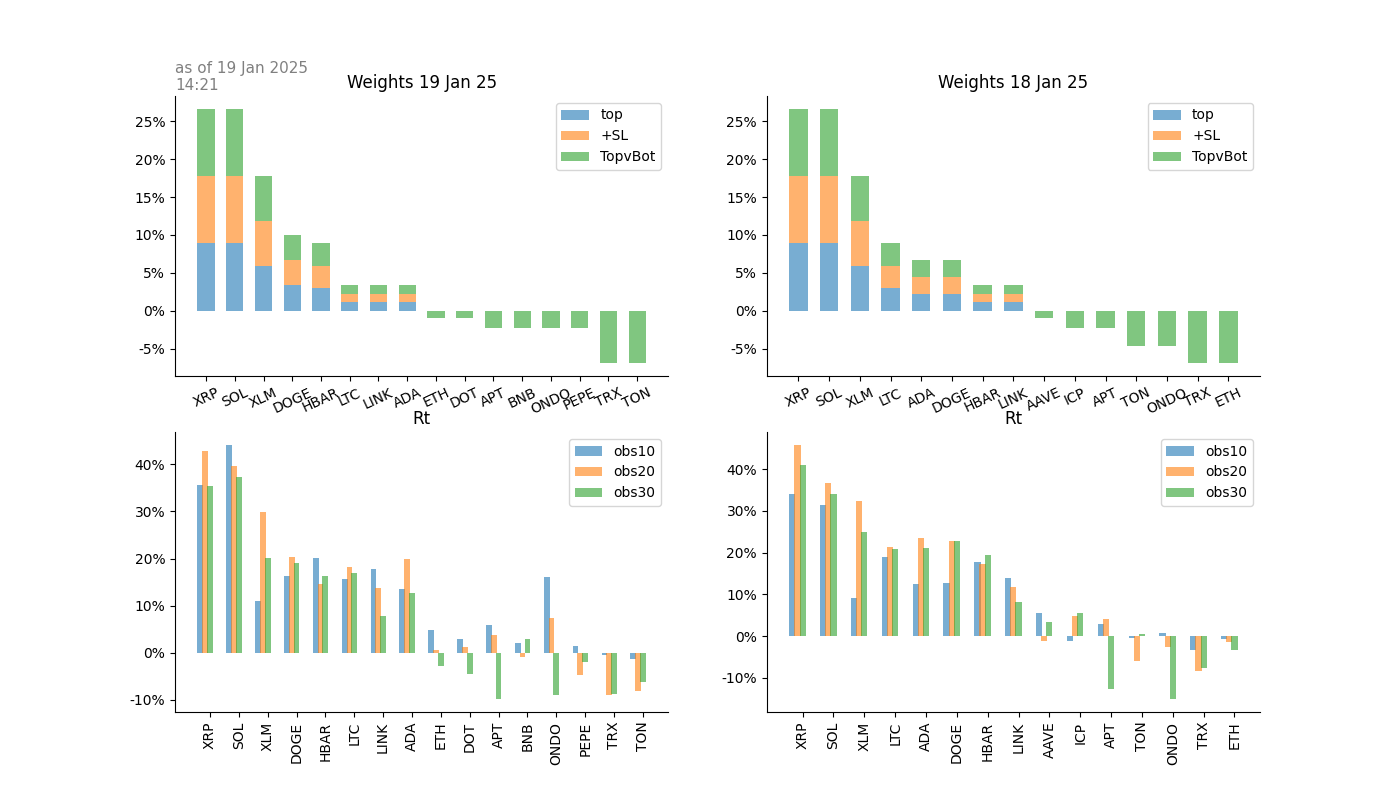 as of 19 Jan 2025
14:21
Weights 19 Jan 25
25%
20%
15%
10%
5%
0%
-5%
top
+SL
TopvBot
XRP SOL XLM DOGE HBAR LTC LINK ADA ETH DOT APT BNB ONDO PEPE TRX TON
Weights 18 Jan 25
25%
20%
15%
10%
5%
0%
-5%
top
+SL
TopvBot
XRP SOL XLM LTC ADA DOGE HBAR LINK AAVE ICP APT TON ONDO TRX ETH
Rt
40%
30%
20%
10%
0%
-10%
obs10
obs20
obs30
XRP SOL XLM DOGE HBAR LTC LINK ADA ETH DOT APT BNB ONDO PEPE TRX TON
Rt
40%
30%
20%
10%
0%
-10%
obs10
obs20
obs30
XRP SOL XLM LTC ADA DOGE HBAR LINK AAVE ICP APT TON ONDO TRX ETH